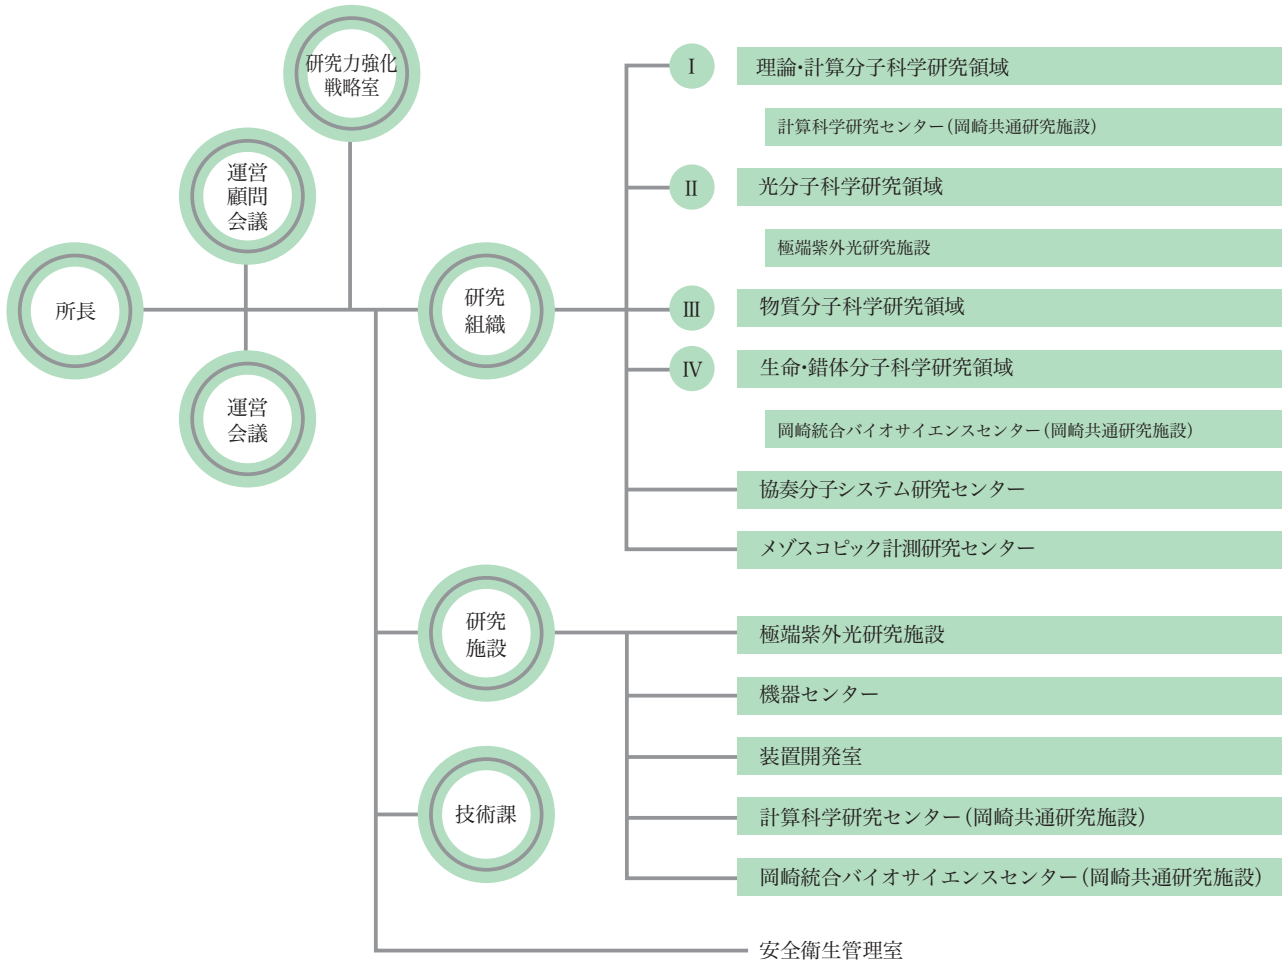 研究力強化
戦略室
運営
顧問
会議
所長
運営
会議
研究
組織
I
理論・計算分子科学研究領域
計算科学研究センター（岡崎共通研究施設）
II
光分子科学研究領域
極端紫外光研究施設
III
物質分子科学研究領域
IV
生命・錯体分子科学研究領域
岡崎統合バイオサイエンスセンター（岡崎共通研究施設）
協奏分子システム研究センター
メゾスコピック計測研究センター
研究
施設
極端紫外光研究施設
機器センター
装置開発室
計算科学研究センター（岡崎共通研究施設）
岡崎統合バイオサイエンスセンター（岡崎共通研究施設）
技術課
安全衛生管理室